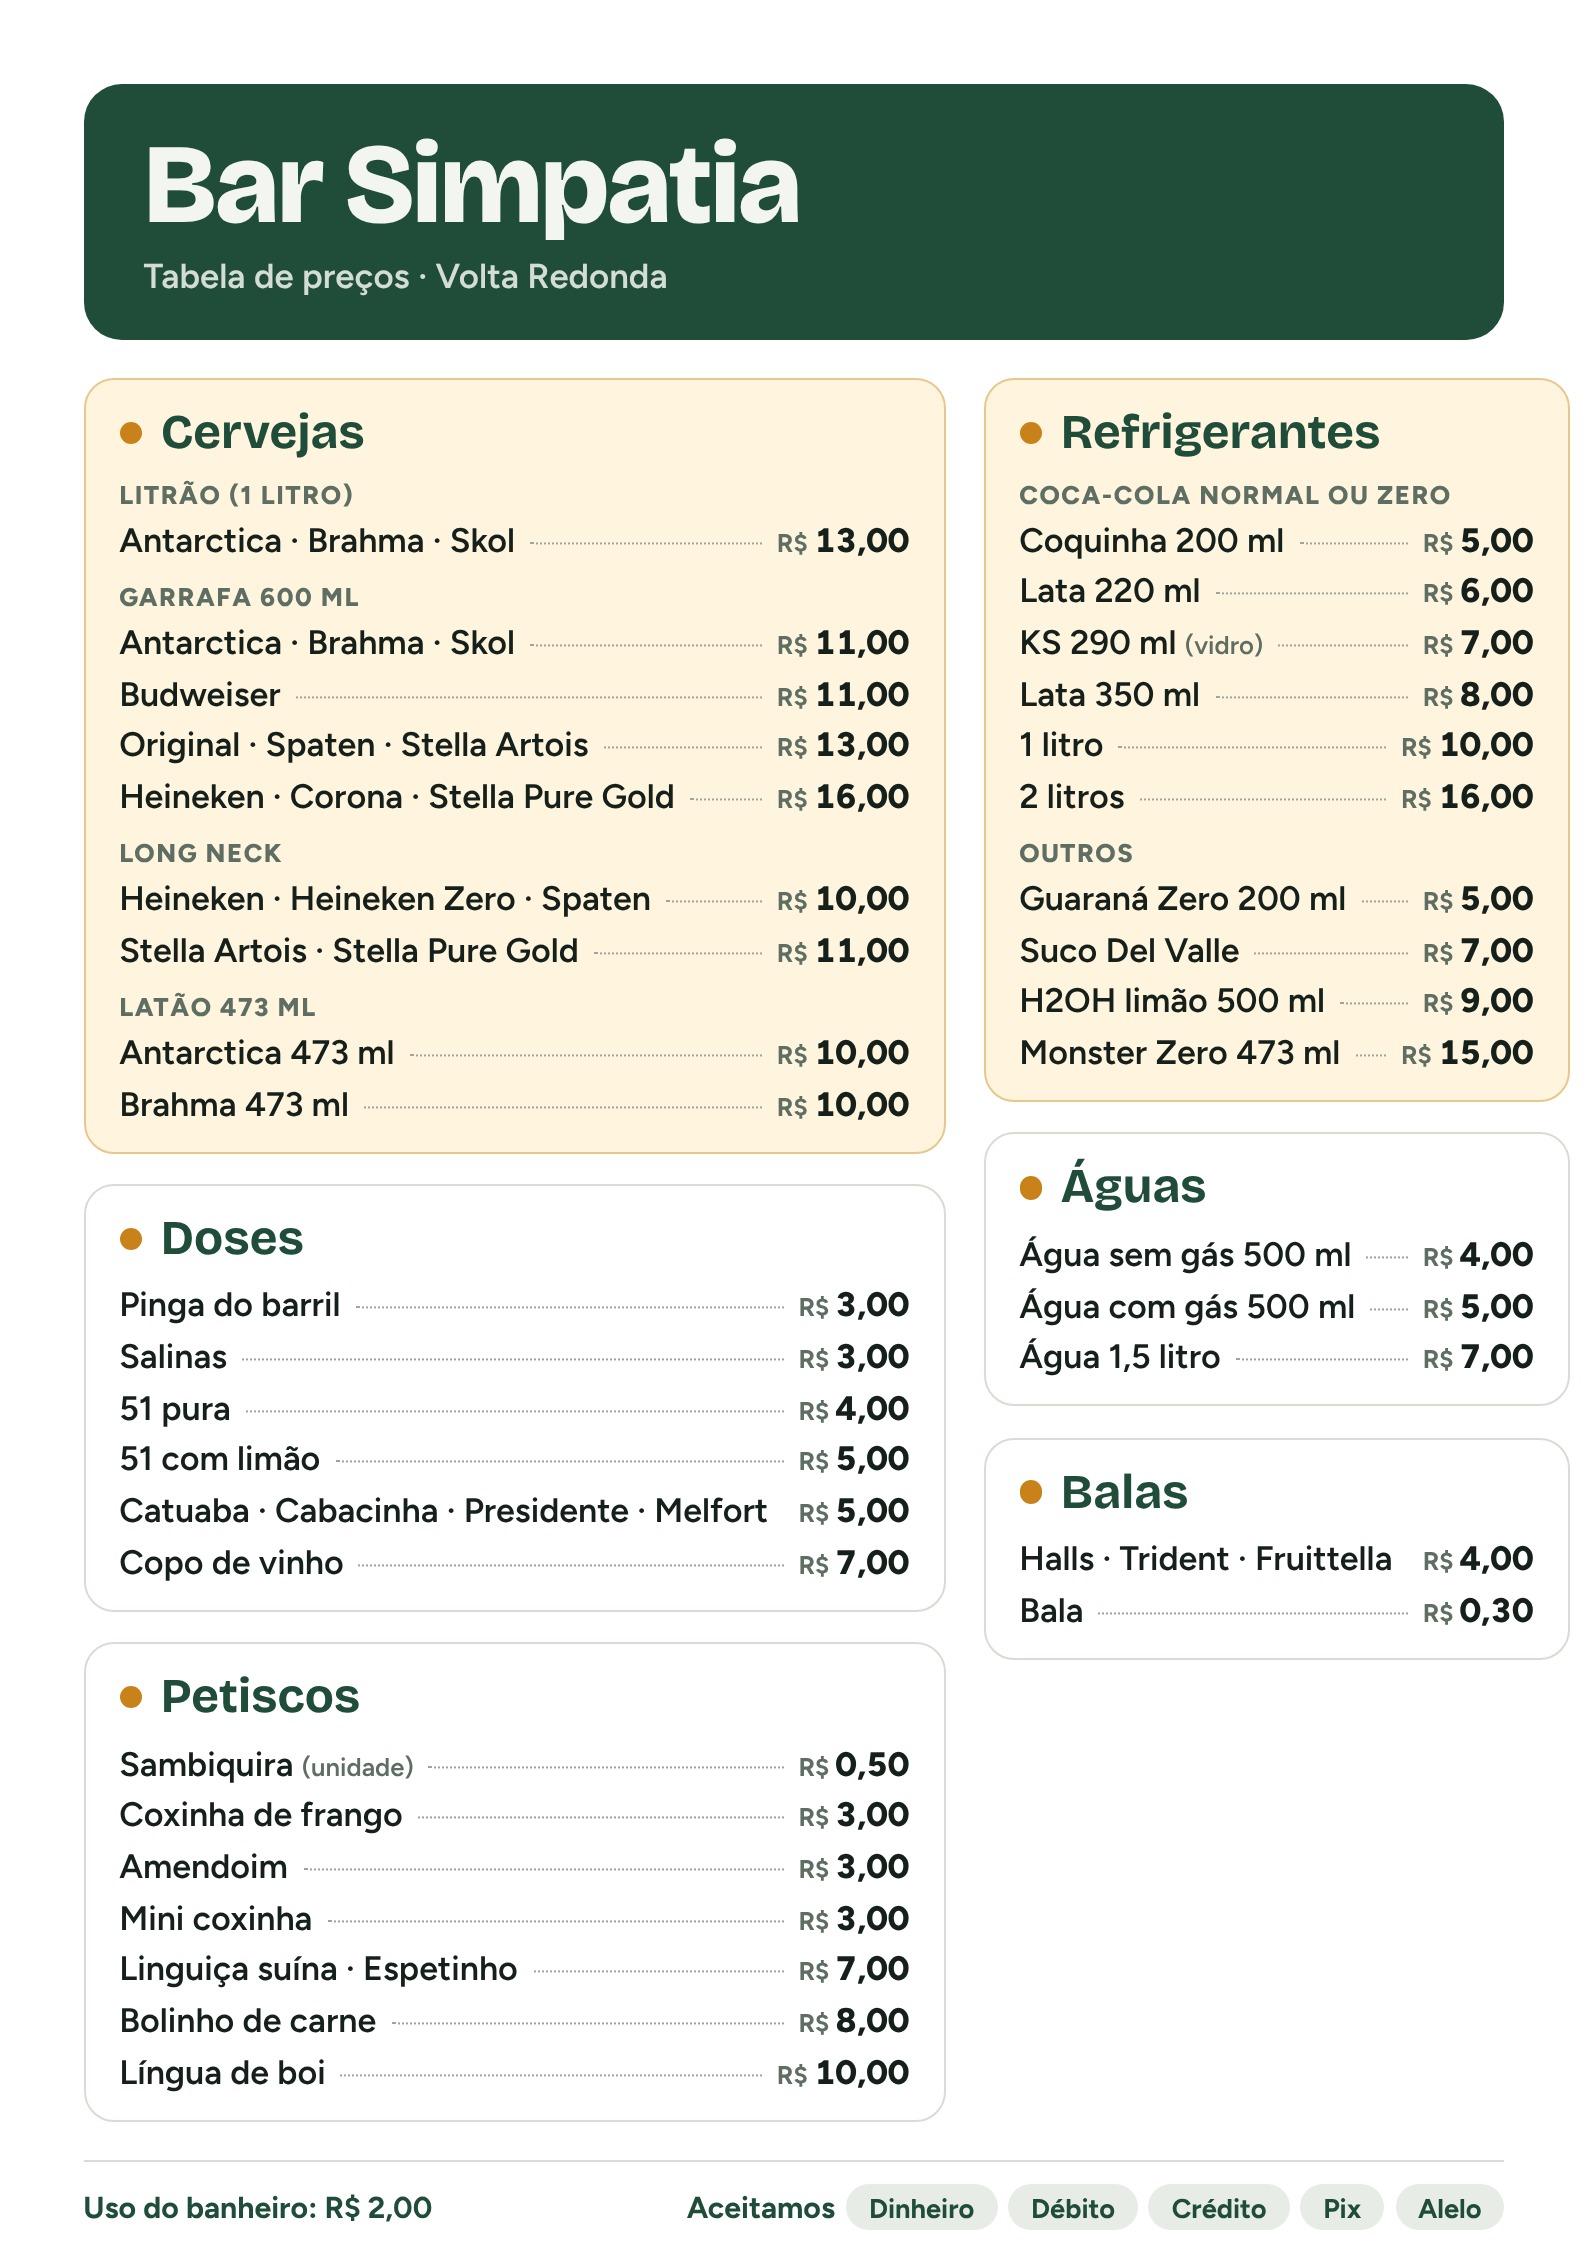 Bar Simpatia
Tabela de preços · Volta Redonda
Cervejas
LITRÃO (1 LITRO)
Antarctica · Brahma · Skol R$ 13,00
GARRAFA 600 ML
Antarctica · Brahma · Skol R$ 11,00
Budweiser R$ 11,00
Original · Spaten · Stella Artois R$ 13,00
Heineken · Corona · Stella Pure Gold R$ 16,00
LONG NECK
Heineken · Heineken Zero · Spaten R$ 10,00
Stella Artois · Stella Pure Gold R$ 11,00
LATÃO 473 ML
Antarctica 473 ml R$ 10,00
Brahma 473 ml R$ 10,00
Doses
Pinga do barril R$ 3,00
Salinas R$ 3,00
51 pura R$ 4,00
51 com limão R$ 5,00
Catuaba · Cabacinha · Presidente · Melfort R$ 5,00
Copo de vinho R$ 7,00
Petiscos
Sambiquira (unidade) R$ 0,50
Coxinha de frango R$ 3,00
Amendoim R$ 3,00
Mini coxinha R$ 3,00
Linguiça suína · Espetinho R$ 7,00
Bolinho de carne R$ 8,00
Língua de boi R$ 10,00
Refrigerantes
COCA-COLA NORMAL OU ZERO
Coquinha 200 ml R$ 5,00
Lata 220 ml R$ 6,00
KS 290 ml (vidro) R$ 7,00
Lata 350 ml R$ 8,00
1 litro R$ 10,00
2 litros R$ 16,00
OUTROS
Guaraná Zero 200 ml R$ 5,00
Suco Del Valle R$ 7,00
H2OH limão 500 ml R$ 9,00
Monster Zero 473 ml R$ 15,00
Águas
Água sem gás 500 ml R$ 4,00
Água com gás 500 ml R$ 5,00
Água 1,5 litro R$ 7,00
Balas
Halls · Trident · Fruittella R$ 4,00
Bala R$ 0,30
Uso do banheiro: R$ 2,00
Aceitamos Dinheiro Débito Crédito Pix Alelo